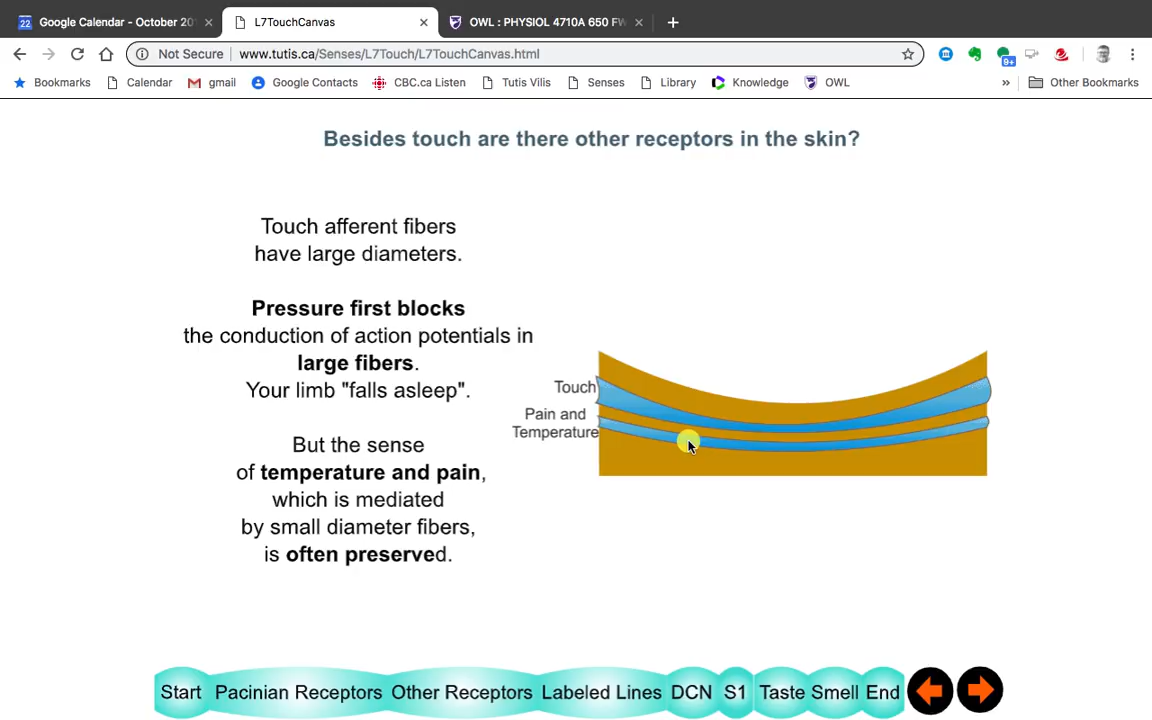 Google Calendar - October 20
L7TouchCanvas
OWL : PHYSIOL 4710A 650 FW
Not Secure
www.tutis.ca/Senses/L7Touch/L7TouchCanvas.html
9+
Bookmarks
Calendar
gmail
Google Contacts
CBC.ca Listen
Tutis Vilis
Senses
Library
Knowledge
OWL
»
Other Bookmarks
Besides touch are there other receptors in the skin?
Touch afferent fibers
have large diameters.
Pressure first blocks
the conduction of action potentials in
large fibers.
Your limb "falls asleep".
But the sense
of temperature and pain,
which is mediated
by small diameter fibers,
is often preserved.
Touch
Pain and
Temperature
Start
Pacinian Receptors
Other Receptors
Labeled Lines
DCN
S1
Taste
Smell
End